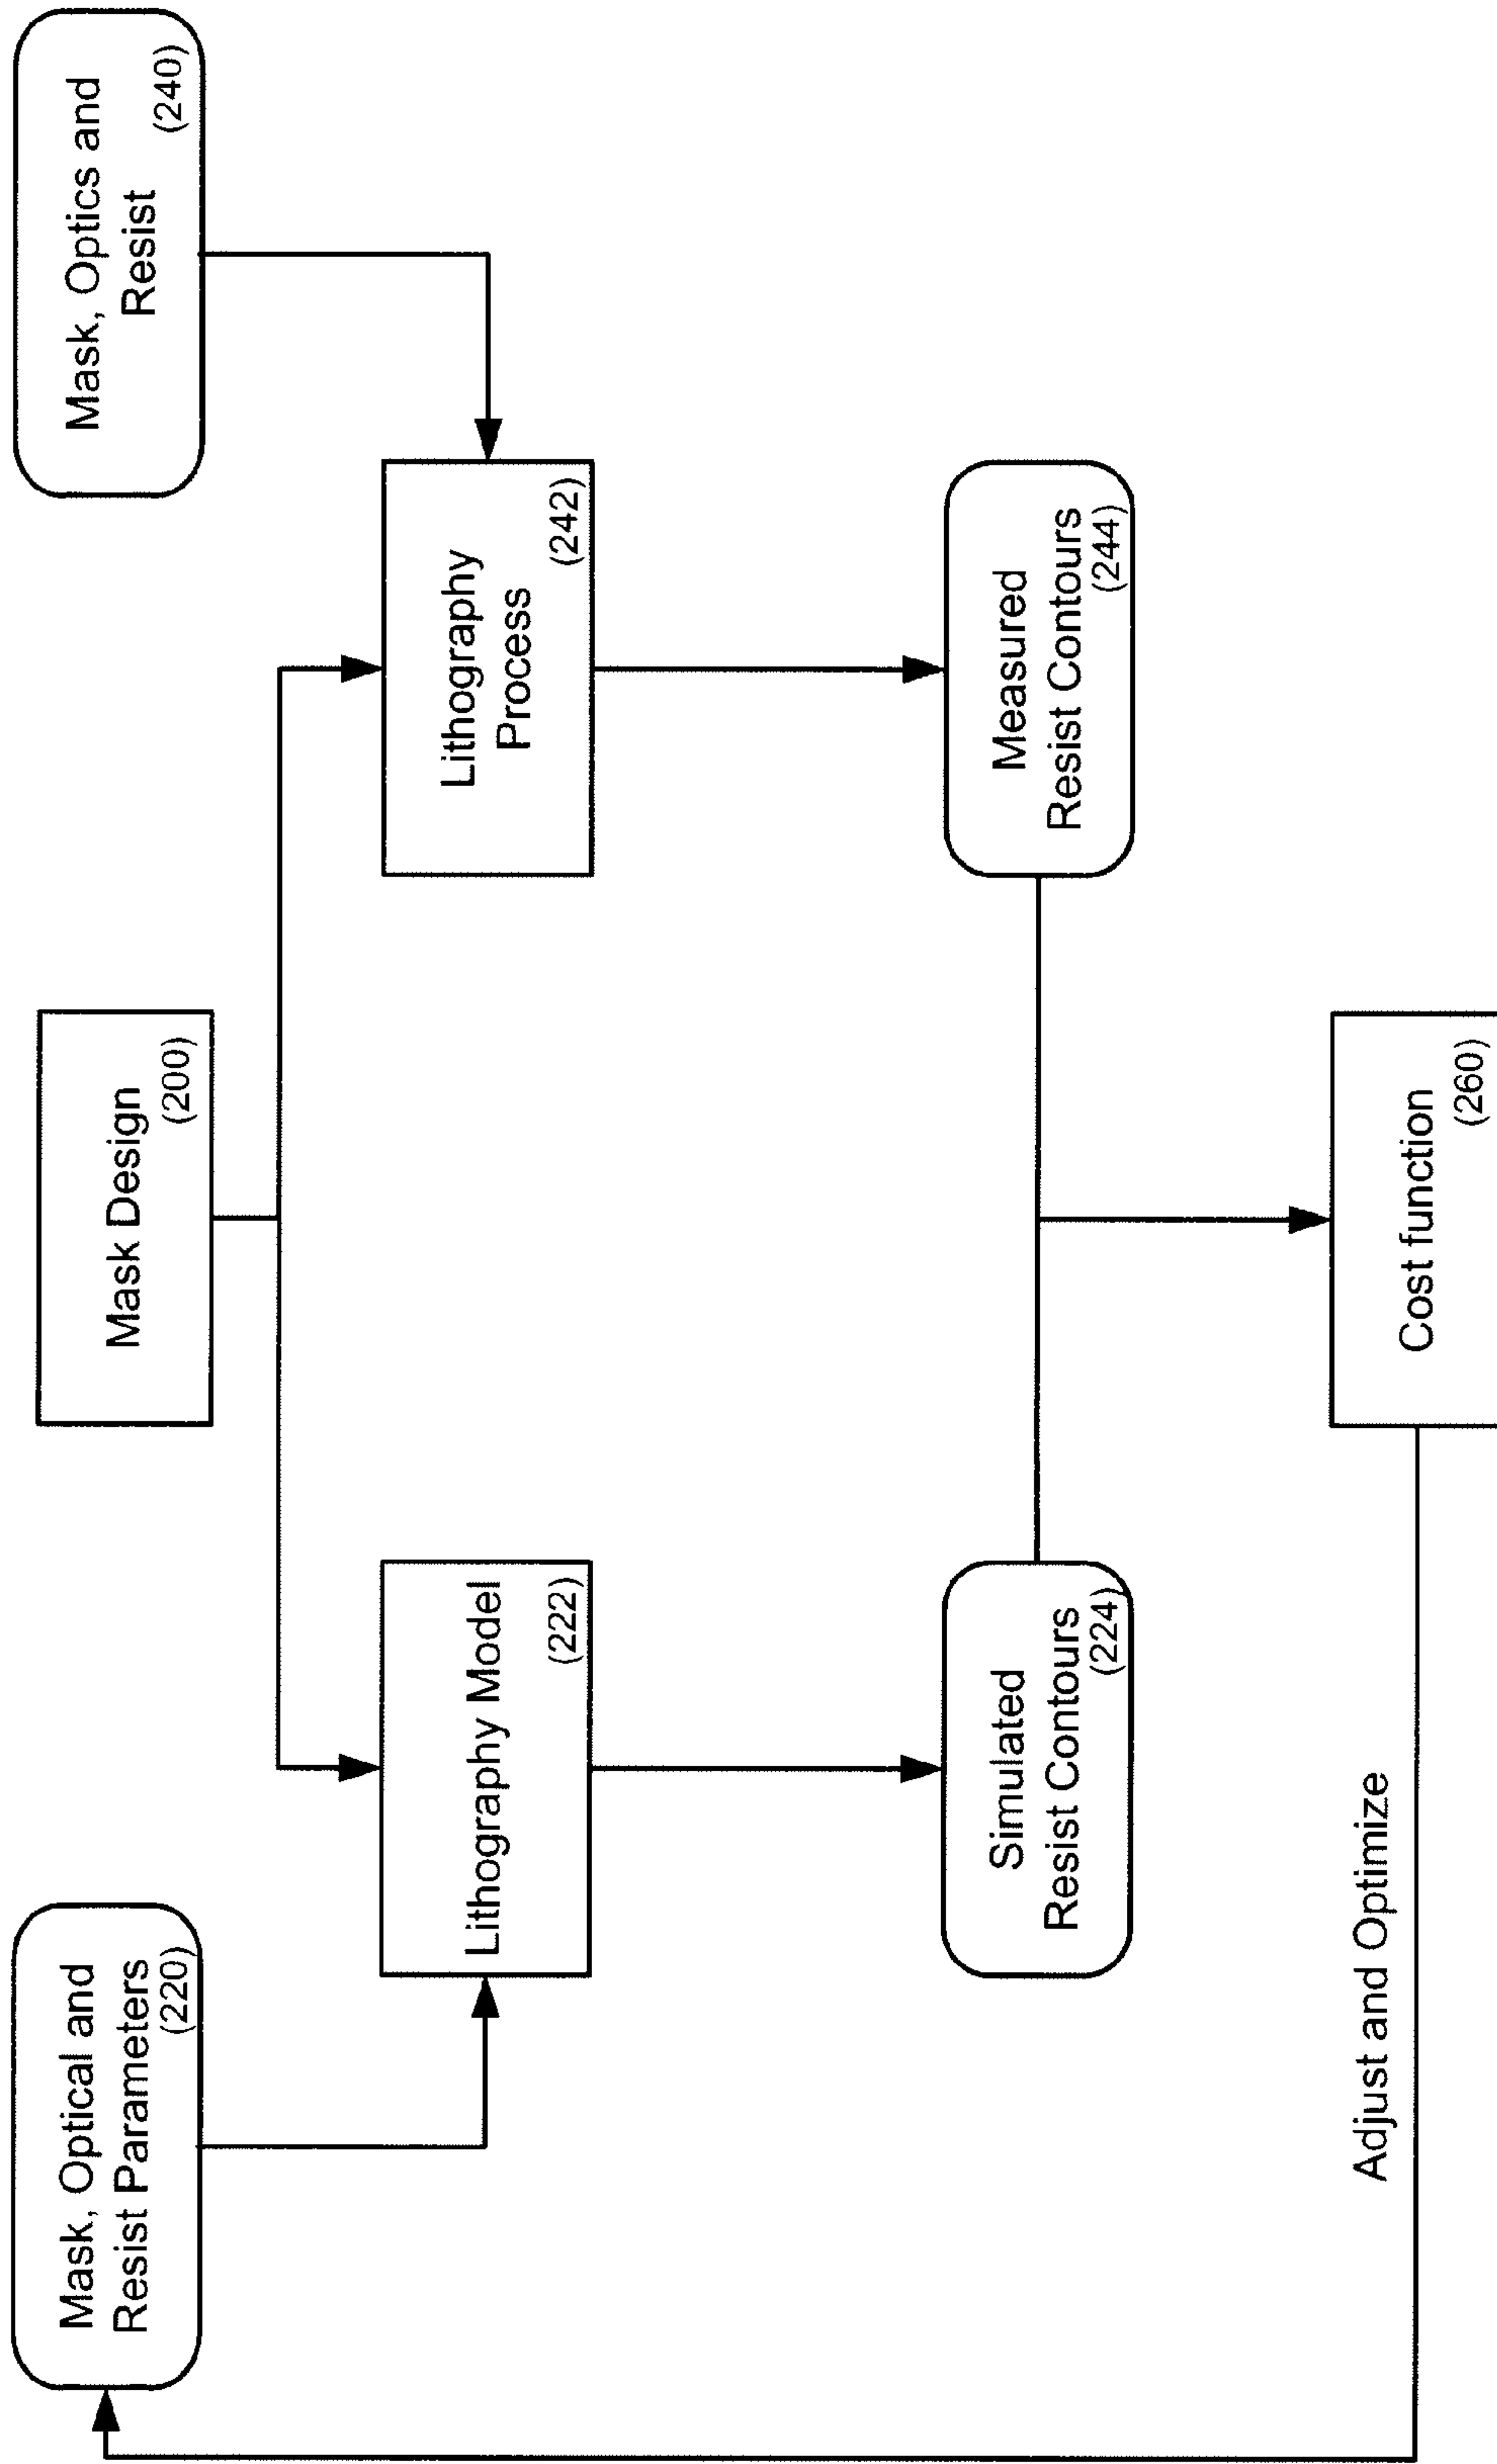 Mask, Optical and
Resist Parameters
(220)
Mask Design
(200)
Mask, Optics and
Resist
(240)
Lithography Model
(222)
Lithography
Process
(242)
Simulated
Resist Contours
(224)
Measured
Resist Contours
(244)
Adjust and Optimize
Cost function
(260)